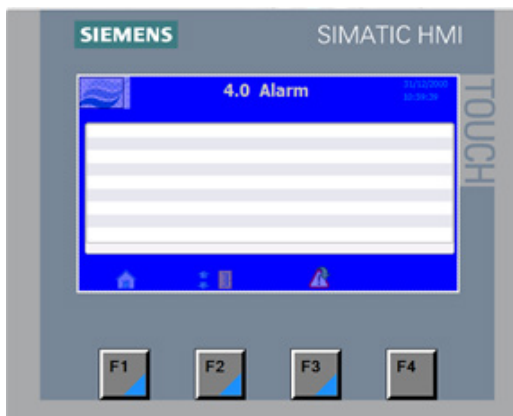 SIEMENS
SIMATIC HMI
TOUCH
4.0 Alarm
31/12/2000
10:59:39
F1
F2
F3
F4